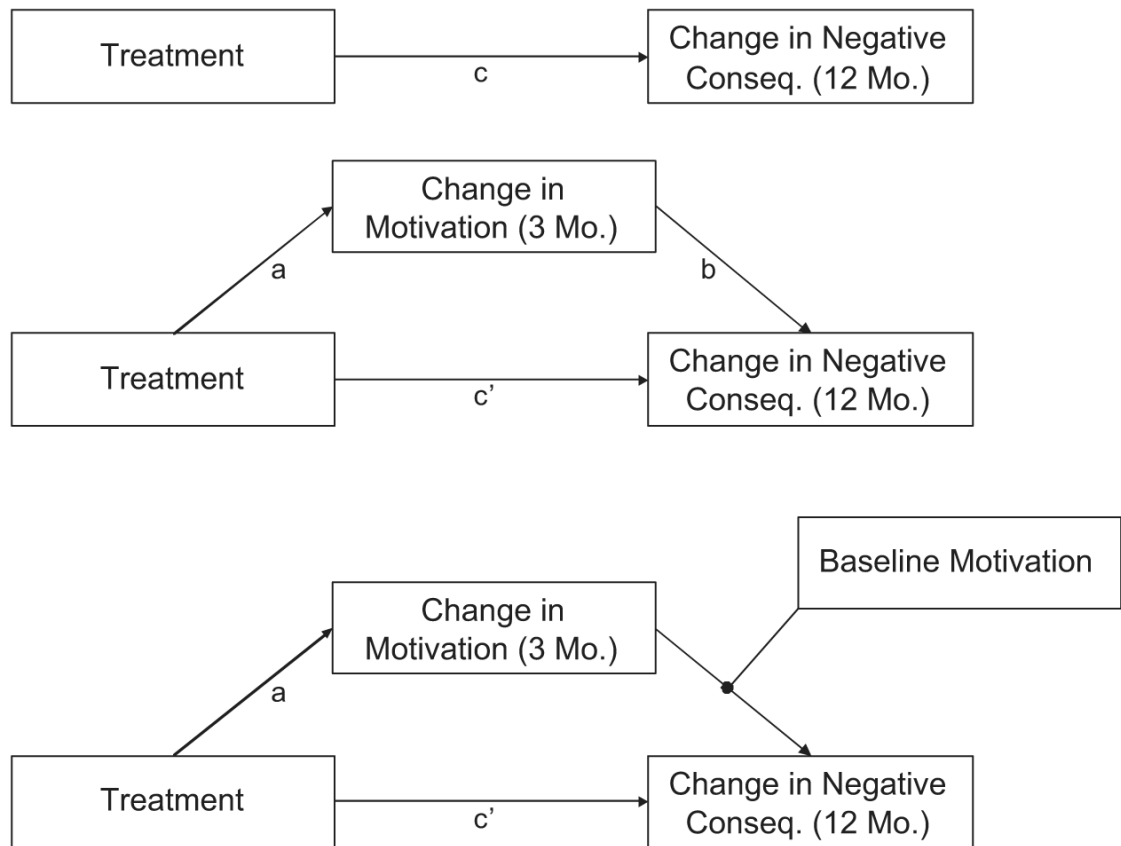 Treatment
c
Change in Negative
Conseq. (12 Mo.)
Change in
Motivation (3 Mo.)
a
b
Treatment
c’
Change in Negative
Conseq. (12 Mo.)
Baseline Motivation
Change in
Motivation (3 Mo.)
a
Treatment
c’
Change in Negative
Conseq. (12 Mo.)